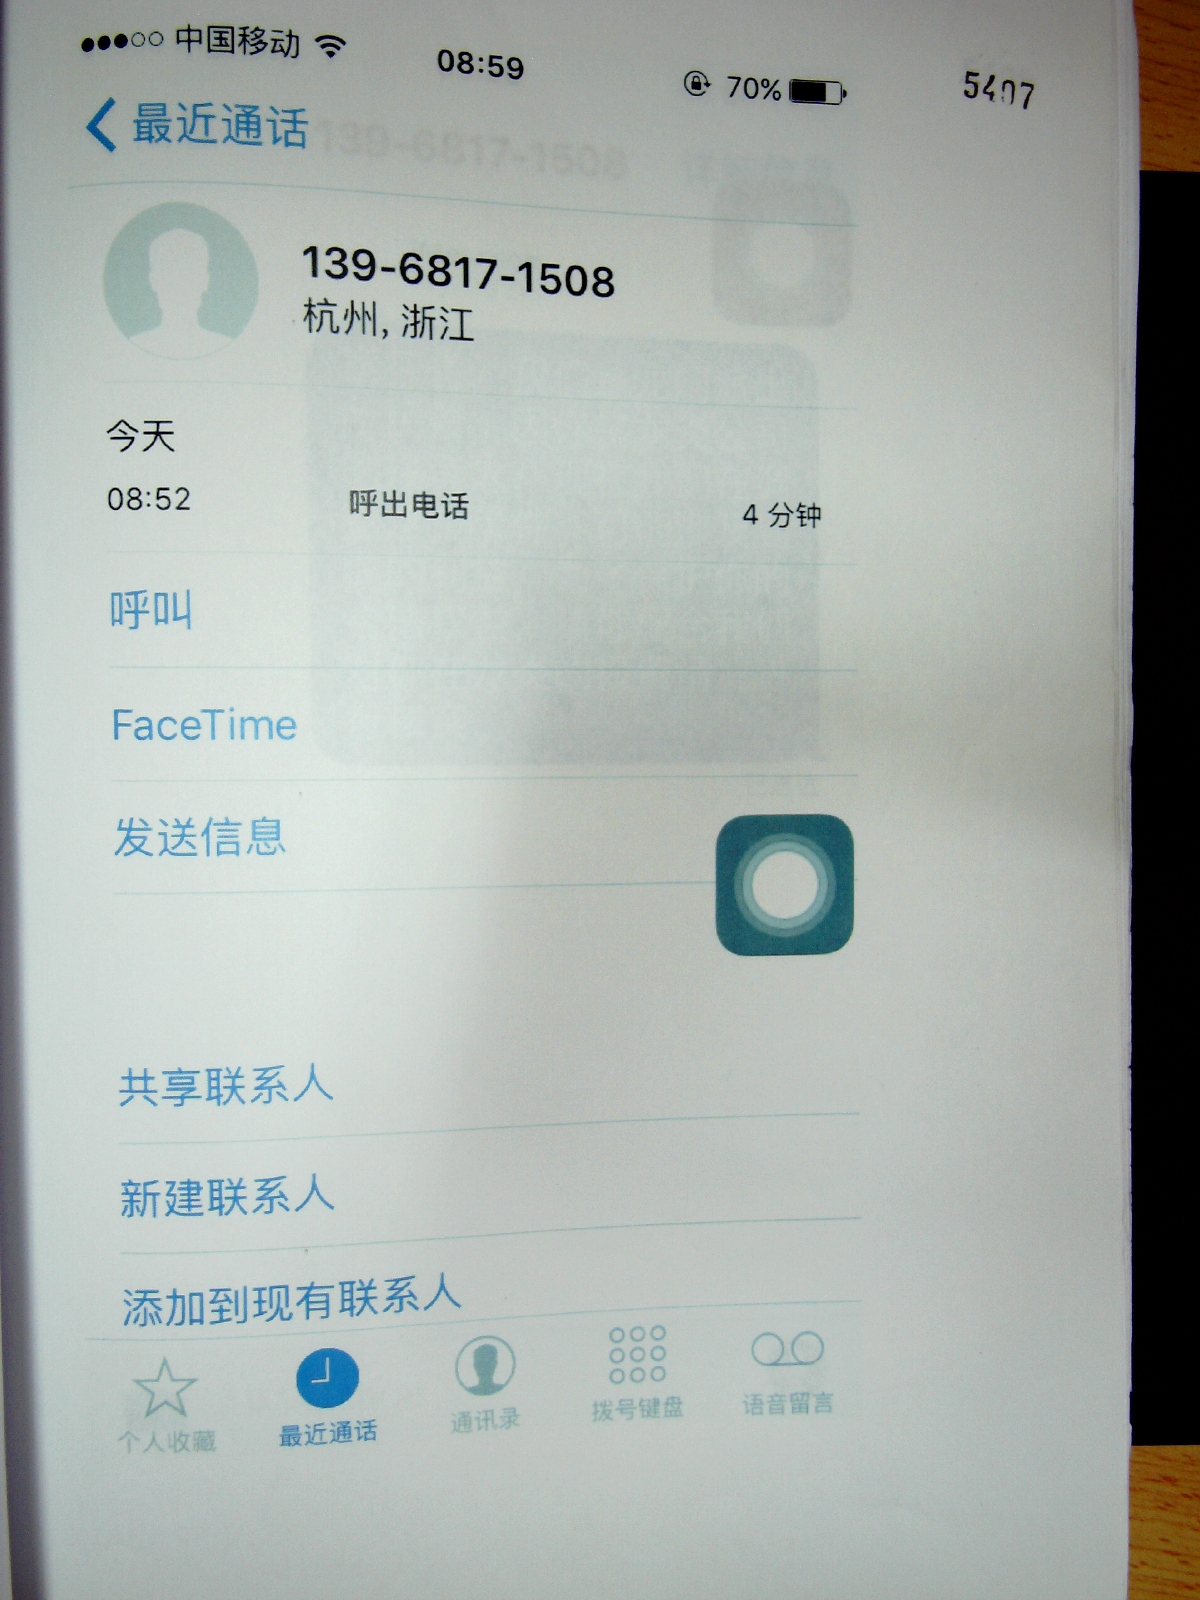 中国移动 08:59 70% 5407
最近通话
139-6817-1508
139-6817-1508
杭州, 浙江
今天
08:52 呼出电话 4 分钟
呼叫
FaceTime
发送信息
共享联系人
新建联系人
添加到现有联系人
个人收藏 最近通话 通讯录 拨号键盘 语音留言